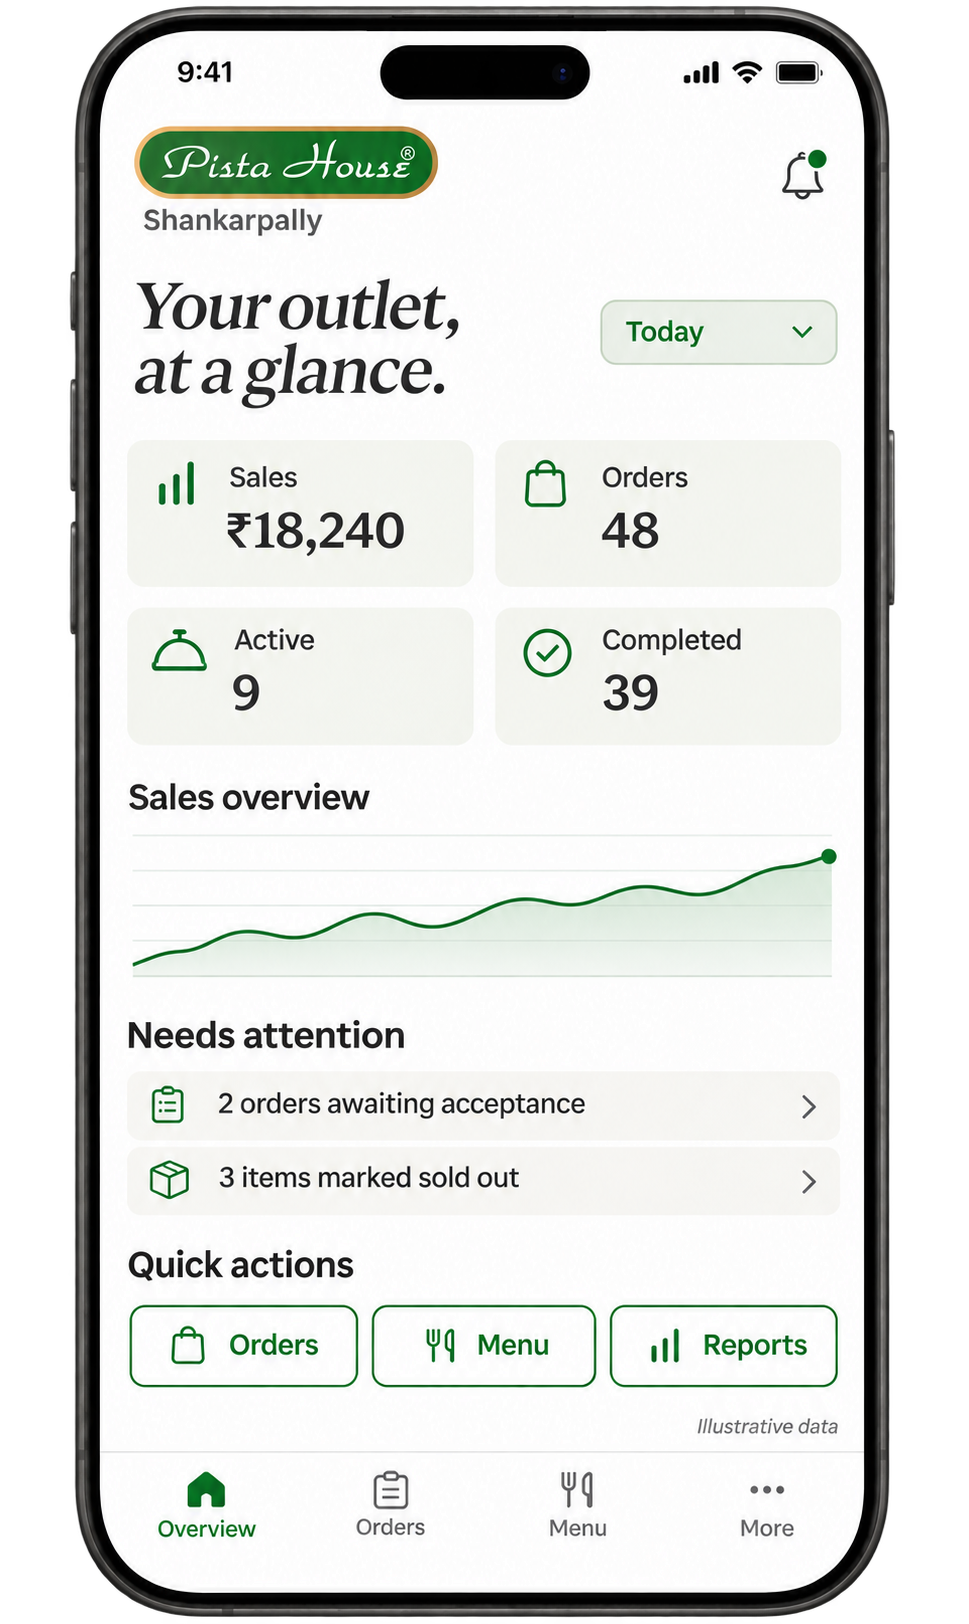 9:41
Pista House®
Shankarpally
Your outlet,
at a glance.
Today
Sales
₹18,240
Orders
48
Active
9
Completed
39
Sales overview
Needs attention
2 orders awaiting acceptance
3 items marked sold out
Quick actions
Orders
Menu
Reports
Illustrative data
Overview
Orders
Menu
More